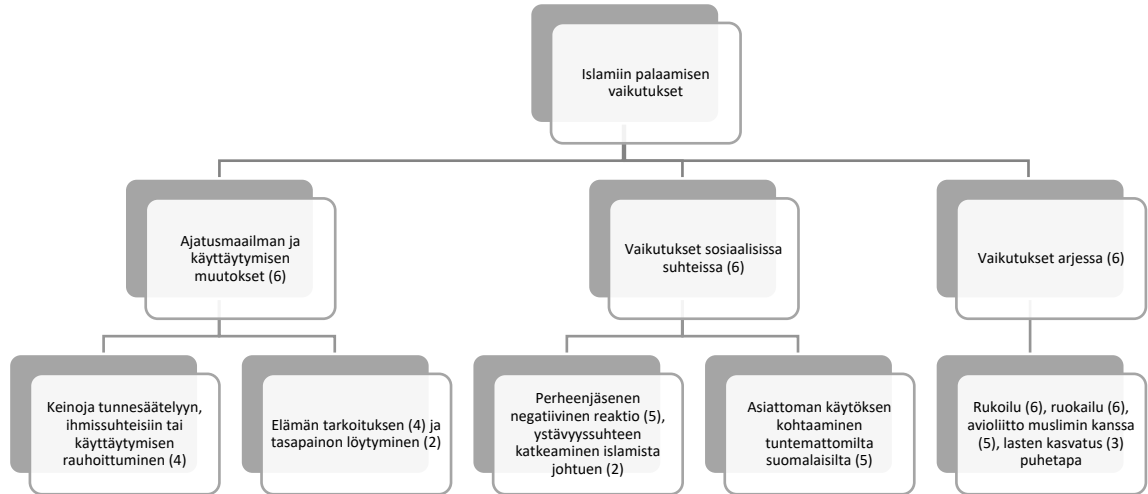 Islamiin palaamisen
vaikutukset
Ajatusmaailman ja
käyttäytymisen
muutokset (6)
Vaikutukset sosiaalisissa
suhteissa (6)
Vaikutukset arjessa (6)
Keinoja tunnesäätelyyn,
ihmissuhteisiin tai
käyttäytymisen
rauhoittuminen (4)
Elämän tarkoituksen (4) ja
tasapainon löytyminen (2)
Perheenjäsenen
negatiivinen reaktio (5),
ystävyyssuhteen
katkeaminen islamista
johtuen (2)
Asiattoman käytöksen
kohtaaminen
tuntemattomilta
suomalaisilta (5)
Rukoilu (6), ruokailu (6),
avioliitto muslimin kanssa
(5), lasten kasvatus (3)
puhetapa